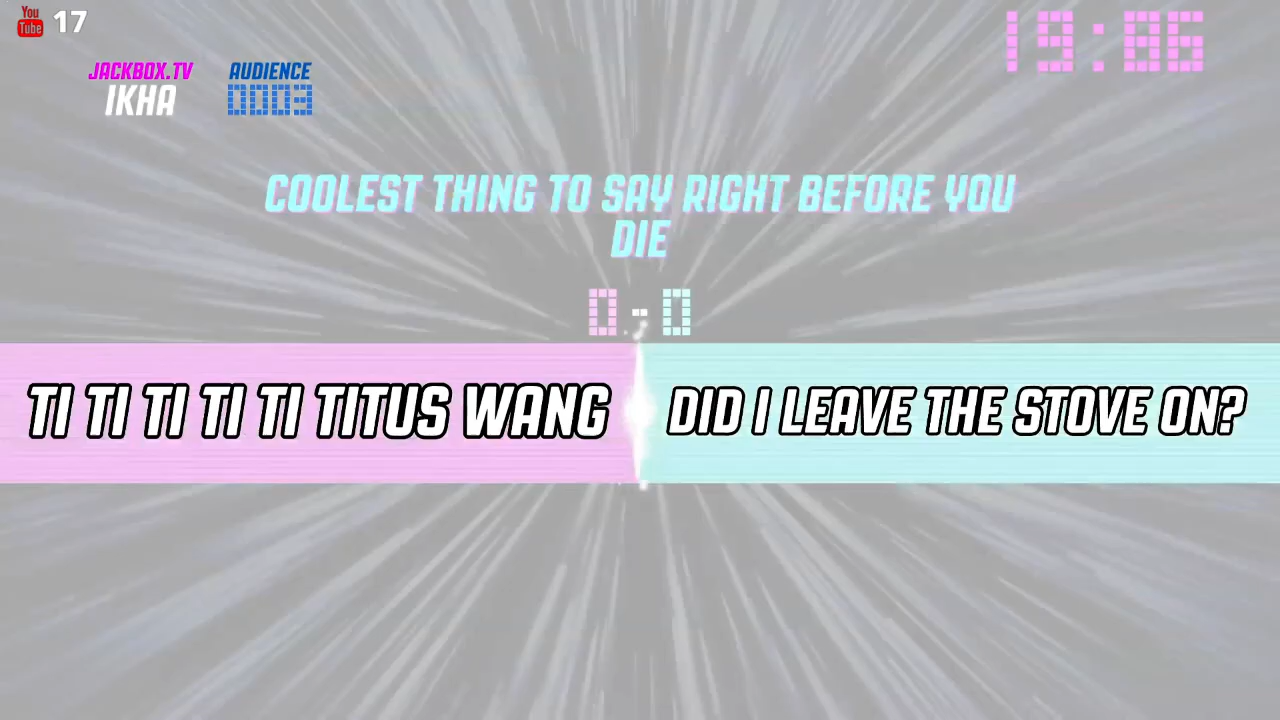 You
Tube 17
19:86
JACKBOX.TV
IKHA
AUDIENCE
0003
COOLEST THING TO SAY RIGHT BEFORE YOU
DIE
0-0
TI TI TI TI TI TITUS WANG
DID I LEAVE THE STOVE ON?